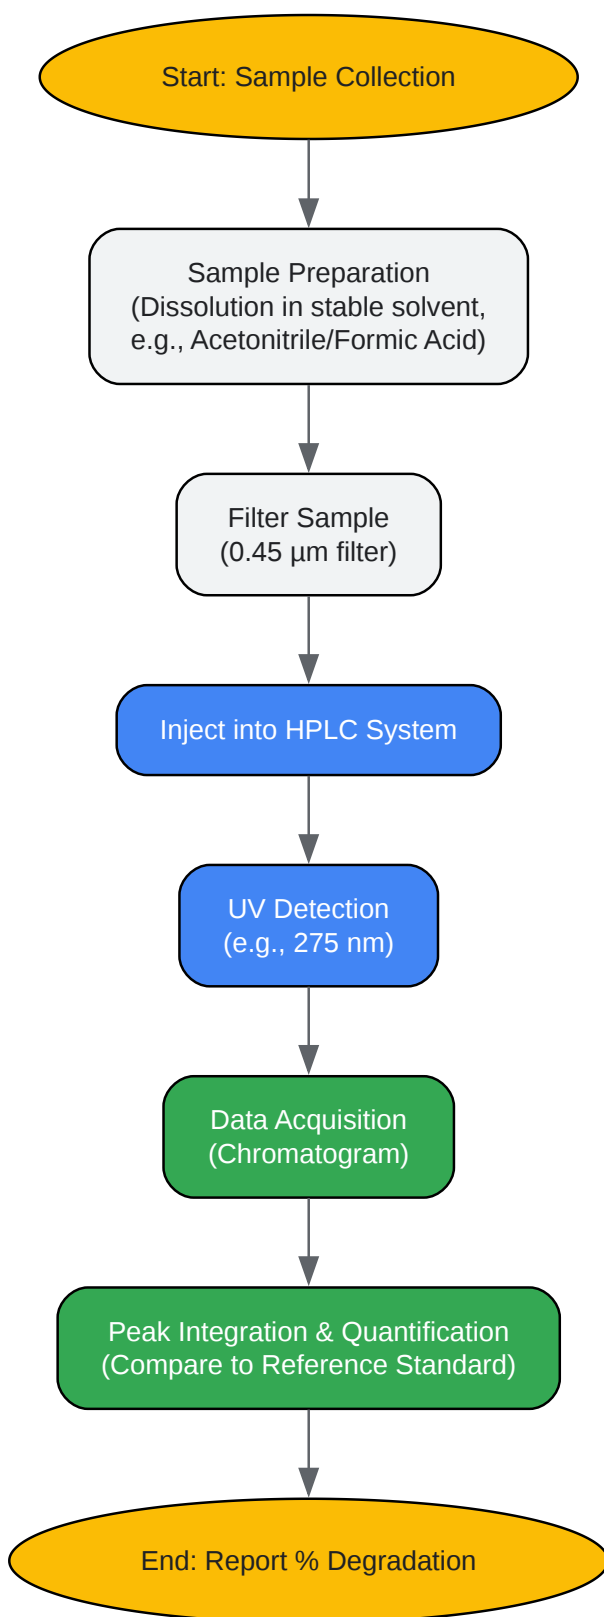 Start: Sample Collection
Sample Preparation
(Dissolution in stable solvent,
e.g., Acetonitrile/Formic Acid)
Filter Sample
(0.45 µm filter)
Inject into HPLC System
UV Detection
(e.g., 275 nm)
Data Acquisition
(Chromatogram)
Peak Integration & Quantification
(Compare to Reference Standard)
End: Report % Degradation